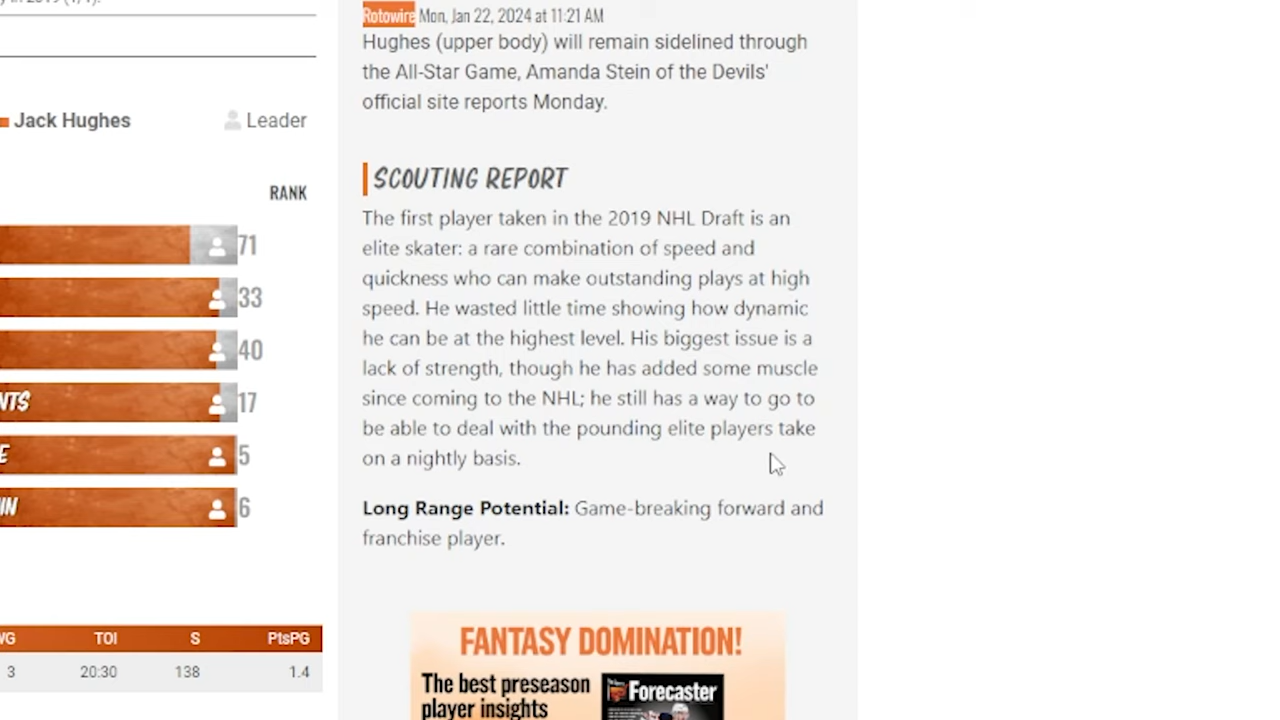 Jack Hughes
Leader
RANK
71
33
40
NTS
17
5
6
TOI S PtsPG
3 20:30 138 1.4
Rotowire Mon, Jan 22, 2024 at 11:21 AM
Hughes (upper body) will remain sidelined through
the All-Star Game, Amanda Stein of the Devils'
official site reports Monday.
SCOUTING REPORT
The first player taken in the 2019 NHL Draft is an
elite skater: a rare combination of speed and
quickness who can make outstanding plays at high
speed. He wasted little time showing how dynamic
he can be at the highest level. His biggest issue is a
lack of strength, though he has added some muscle
since coming to the NHL; he still has a way to go to
be able to deal with the pounding elite players take
on a nightly basis.
Long Range Potential: Game-breaking forward and
franchise player.
FANTASY DOMINATION!
The best preseason
player insights
Forecaster